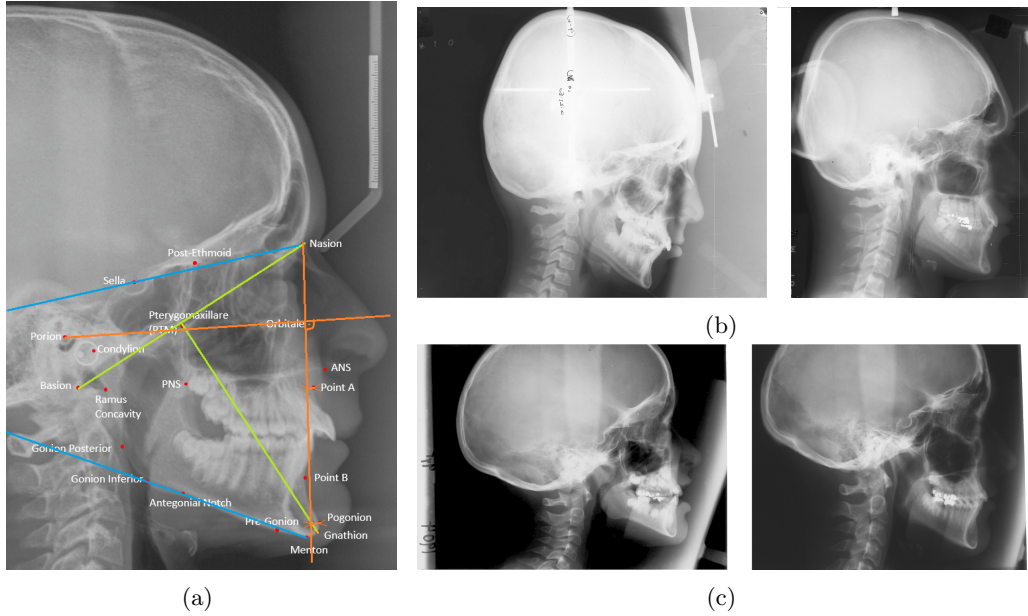 Nasion
Post-Ethmoid
Sella
Pterygomaxillare
(PTM)
Orbitale
Porion
Condylion
ANS
Basion
PNS
Point A
Ramus
Concavity
Gonion Posterior
Point B
Gonion Inferior
Antegonial Notch
Pre-Gonion
Pogonion
Gnathion
Menton
(a)
(b)
(c)